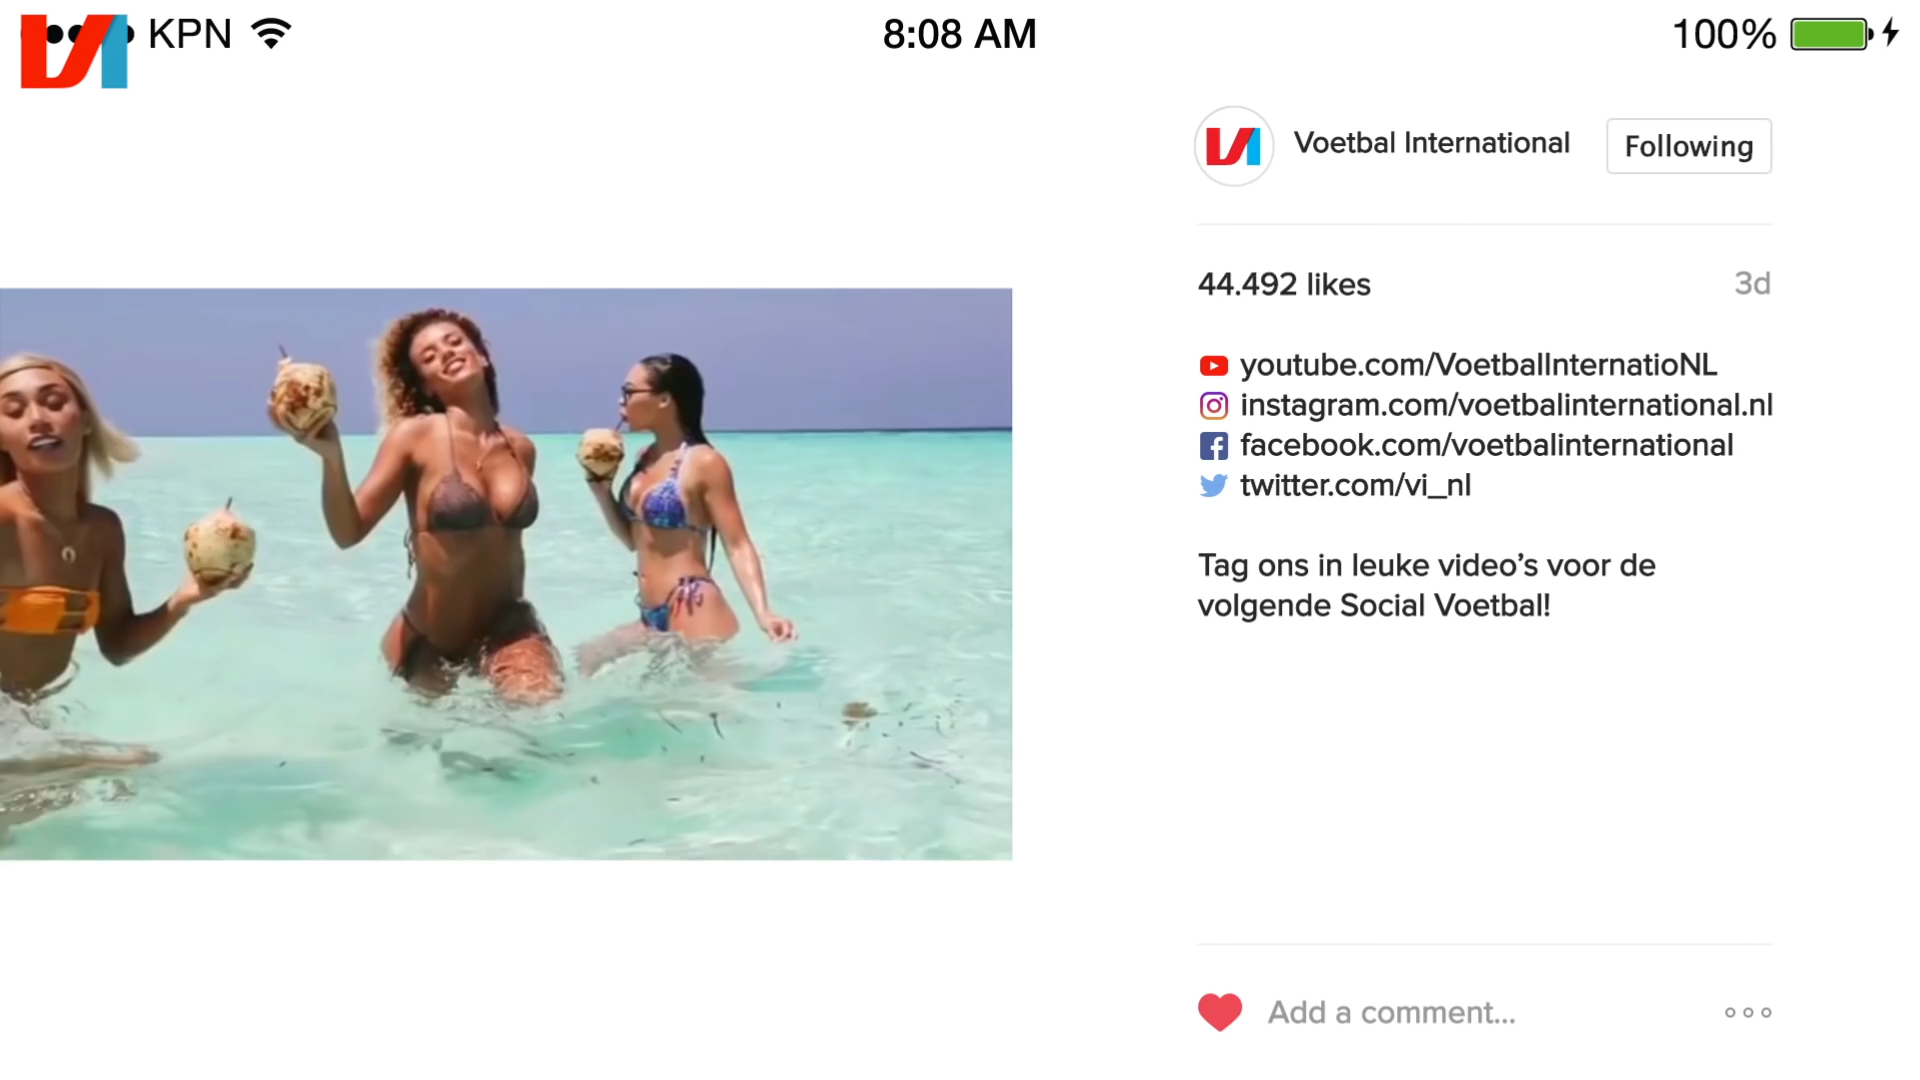 KPN
8:08 AM
100%
VI
Voetbal International
Following
44.492 likes
3d
youtube.com/VoetbalInternatioNL
instagram.com/voetbalinternational.nl
facebook.com/voetbalinternational
twitter.com/vi_nl
Tag ons in leuke video’s voor de
volgende Social Voetbal!
Add a comment...